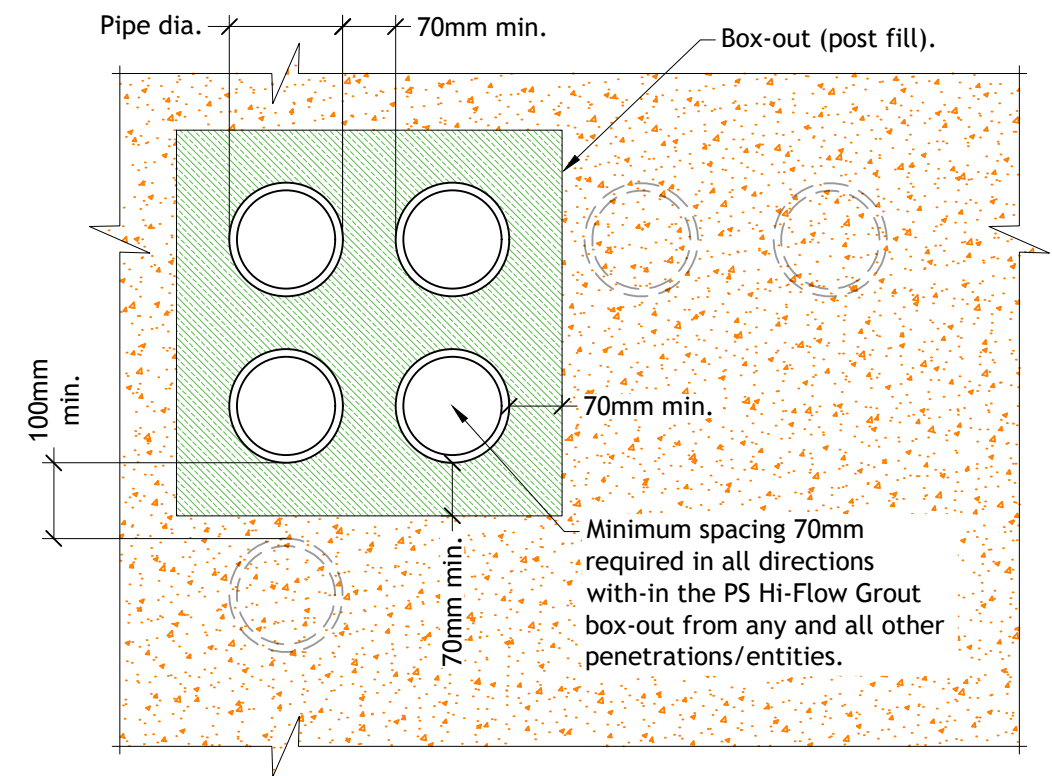 Pipe dia.
70mm min.
Box-out (post fill).
100mm
min.
70mm min.
70mm min.
Minimum spacing 70mm
required in all directions
with-in the PS Hi-Flow Grout
box-out from any and all other
penetrations/entities.